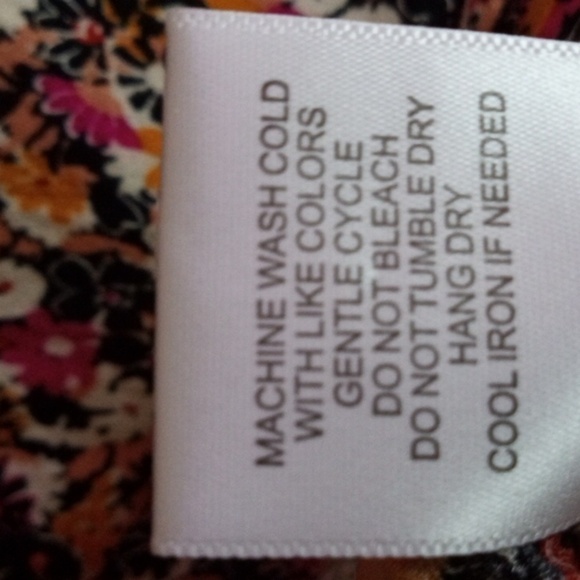 MACHINE WASH COLD
WITH LIKE COLORS
GENTLE CYCLE
DO NOT BLEACH
DO NOT TUMBLE DRY
HANG DRY
COOL IRON IF NEEDED